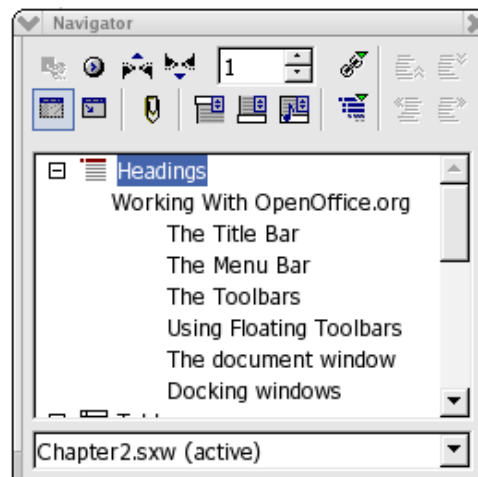 Navigator
1
Headings
Working With OpenOffice.org
The Title Bar
The Menu Bar
The Toolbars
Using Floating Toolbars
The document window
Docking windows
Chapter2.sxw (active)